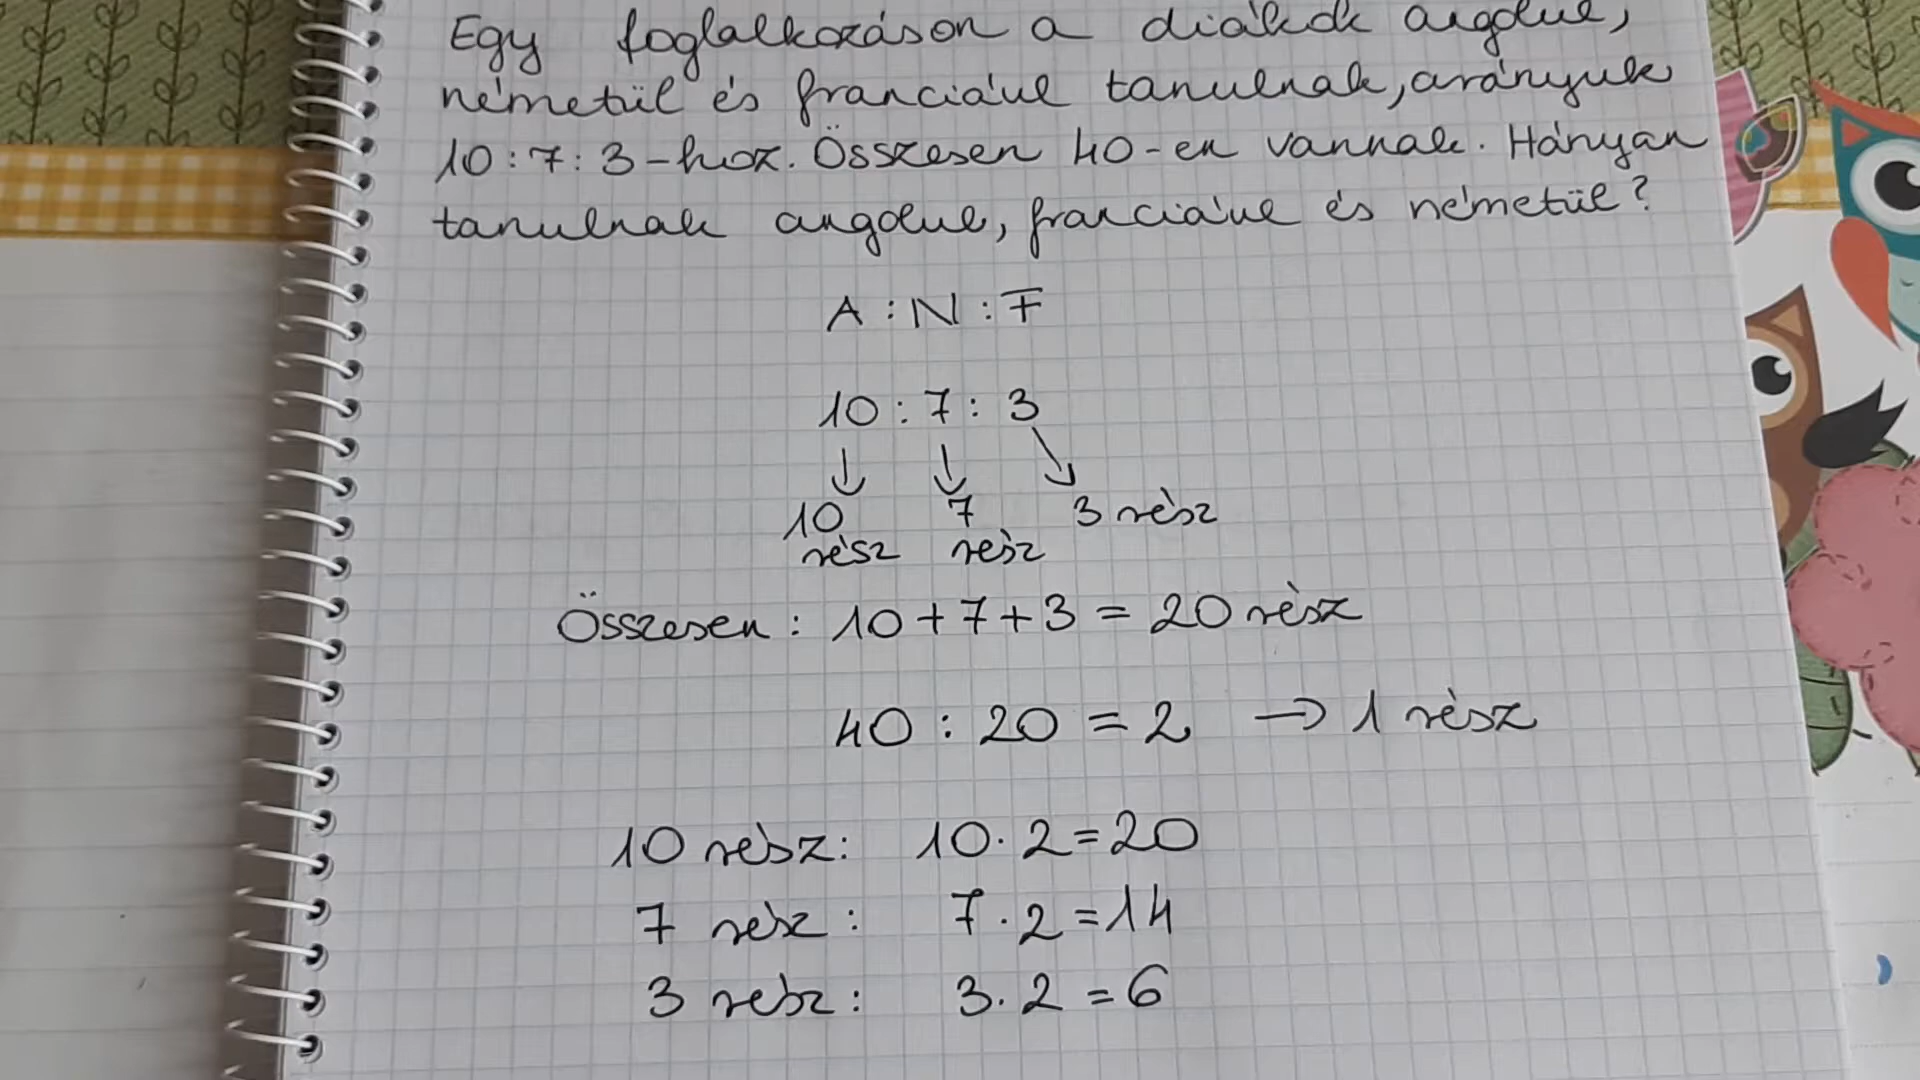 Egy foglalkozáson a diákok angolul,
németül és franciául tanulnak, arányuk
10:7:3-hoz. Összesen 40-en vannak. Hányan
tanulnak angolul, franciául és németül?
A : N : F
10 : 7 : 3
10 7 3 rész
rész rész
Összesen: 10+7+3 = 20 rész
40 : 20 = 2 → 1 rész
10 rész: 10·2=20
7 rész: 7·2=14
3 rész: 3·2=6